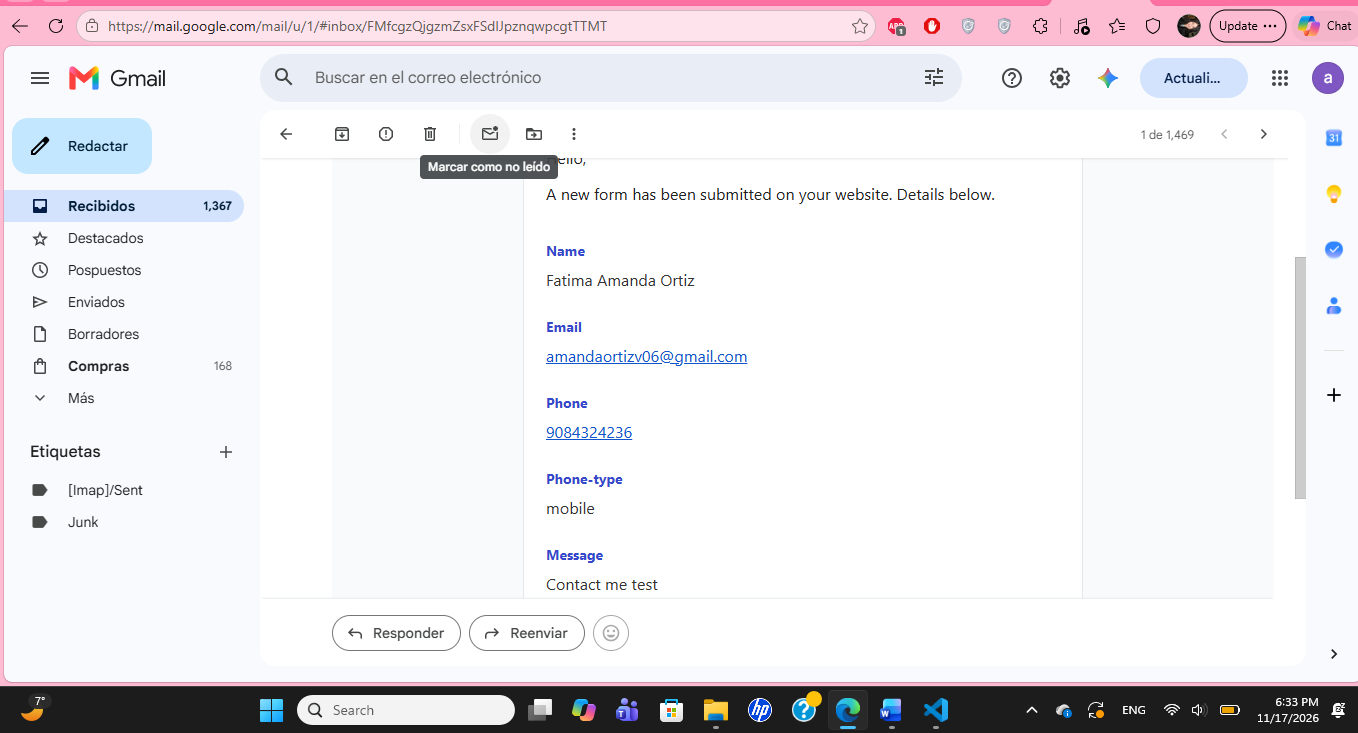 https://mail.google.com/mail/u/1/#inbox/FMfcgzQjgzmZsxFSdlJpznqwpcgtTTMT
ABP
1
Update
Chat
Gmail
Buscar en el correo electrónico
Actuali...
a
Redactar
1 de 1,469
31
Marcar como no leído
Hello,
A new form has been submitted on your website. Details below.
Recibidos 1,367
Destacados
Pospuestos
Enviados
Borradores
Compras 168
Más
Etiquetas
[Imap]/Sent
Junk
Name
Fatima Amanda Ortiz
Email
amandaortizv06@gmail.com
Phone
9084324236
Phone-type
mobile
Message
Contact me test
Responder
Reenviar
7°
Search
ENG
6:33 PM
11/17/2026